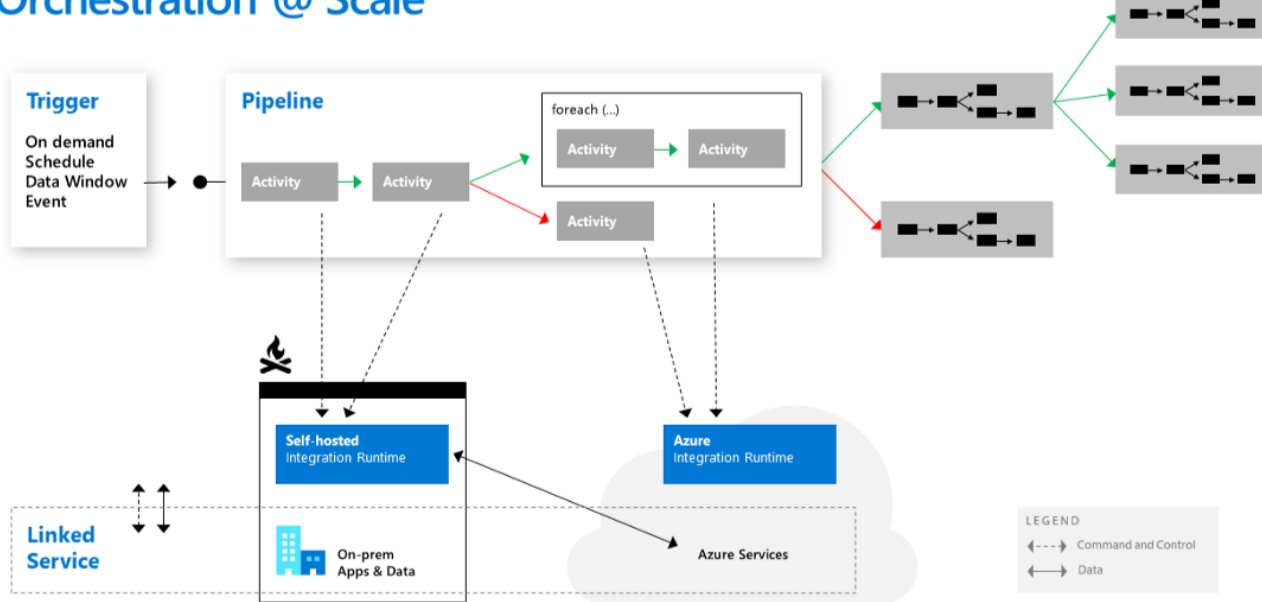 Orchestration @ Scale
Trigger
On demand
Schedule
Data Window
Event
Pipeline
Activity
Activity
foreach (...)
Activity
Activity
Activity
Self-hosted
Integration Runtime
Azure
Integration Runtime
Linked
Service
On-prem
Apps & Data
Azure Services
LEGEND
Command and Control
Data